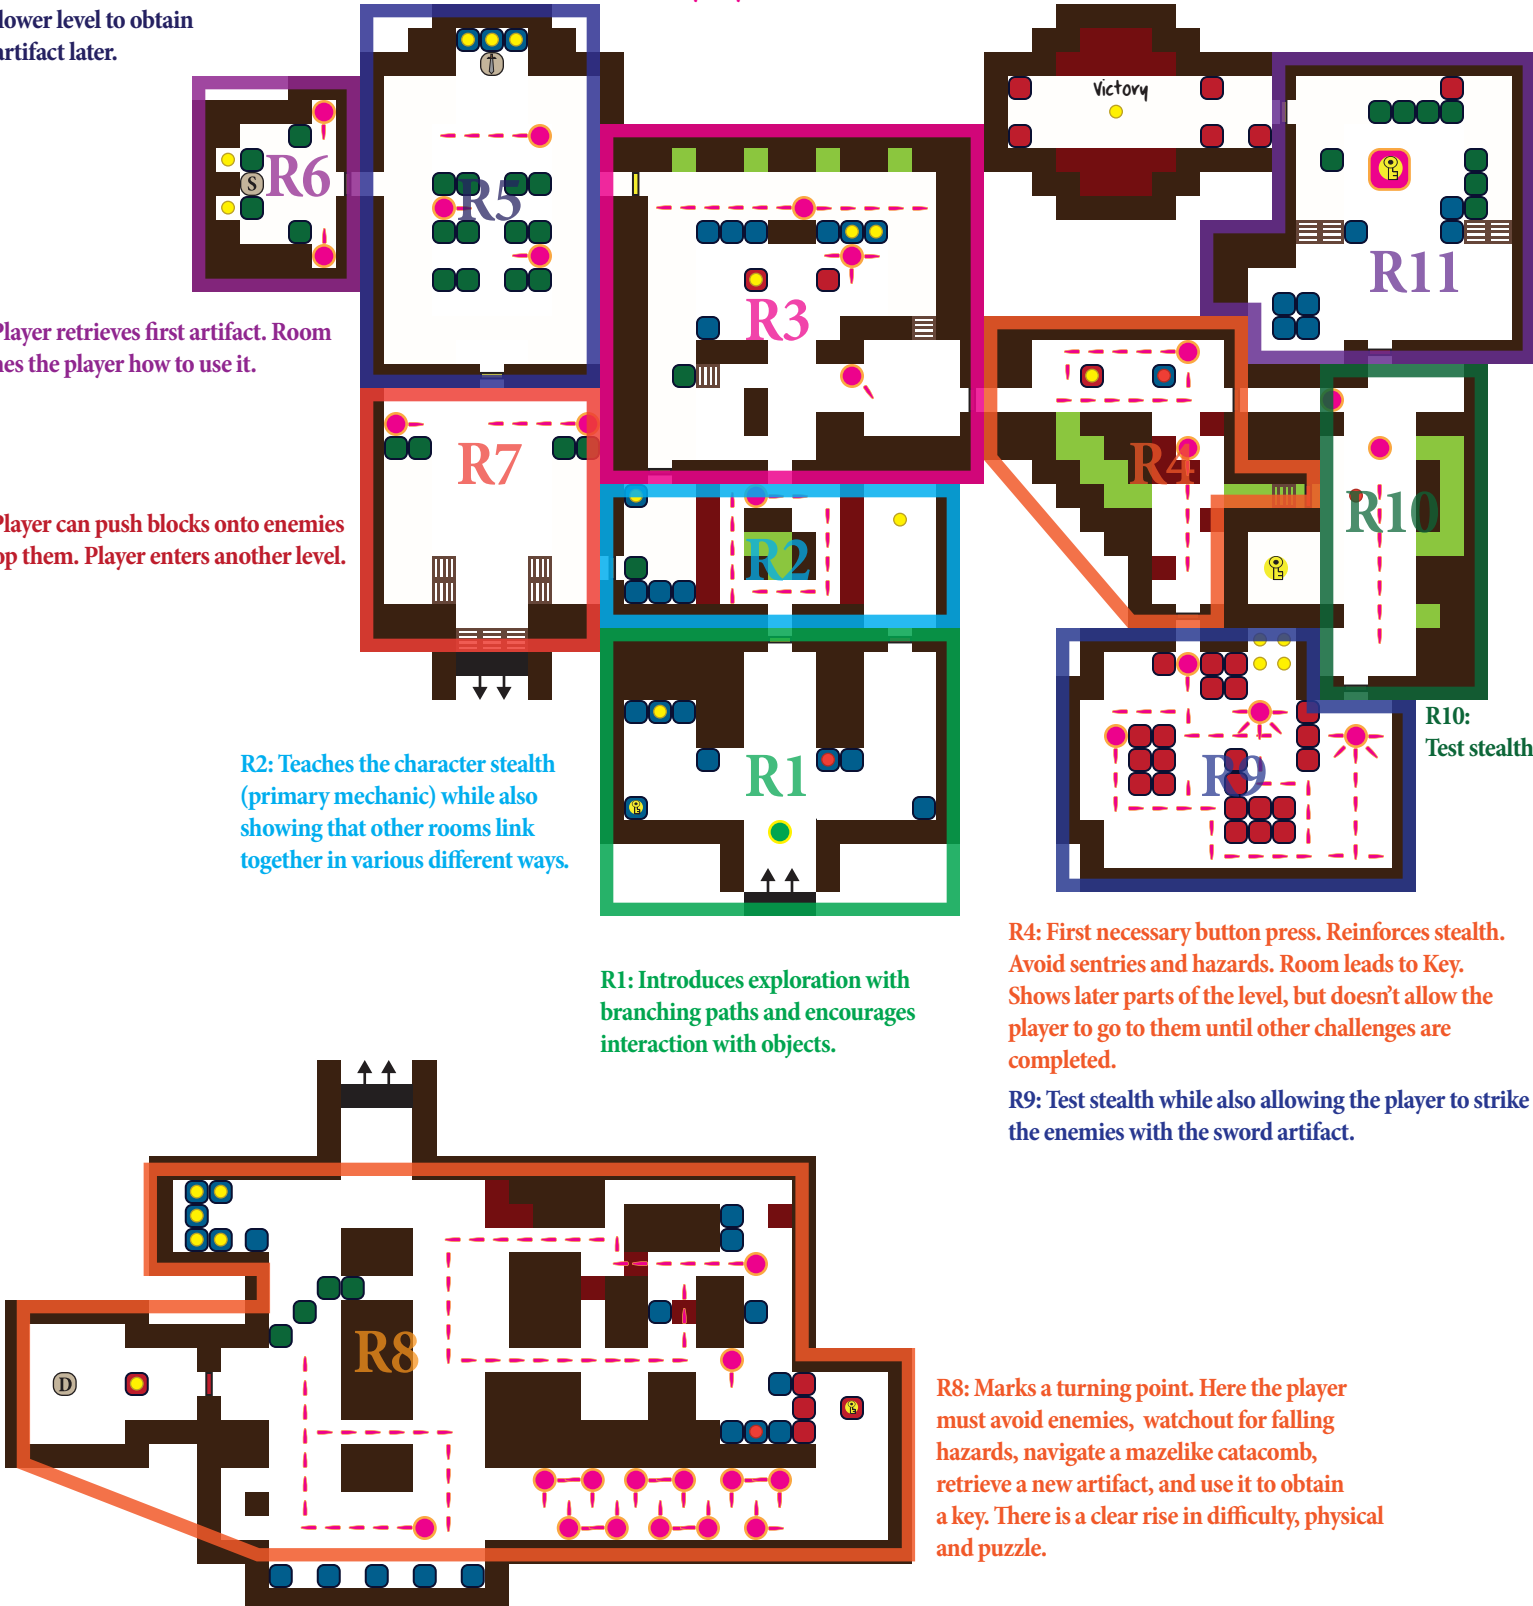 lower level to obtain
artifact later.
Victory
R6
S
R5
R3
R11
Player retrieves first artifact. Room
hes the player how to use it.
R7
R4
R10
Player can push blocks onto enemies
op them. Player enters another level.
R2
R10:
Test stealth
R2: Teaches the character stealth
(primary mechanic) while also
showing that other rooms link
together in various different ways.
R1
R9
R1: Introduces exploration with
branching paths and encourages
interaction with objects.
R4: First necessary button press. Reinforces stealth.
Avoid sentries and hazards. Room leads to Key.
Shows later parts of the level, but doesn't allow the
player to go to them until other challenges are
completed.
R9: Test stealth while also allowing the player to strike
the enemies with the sword artifact.
R8
D
R8: Marks a turning point. Here the player
must avoid enemies, watchout for falling
hazards, navigate a mazelike catacomb,
retrieve a new artifact, and use it to obtain
a key. There is a clear rise in difficulty, physical
and puzzle.